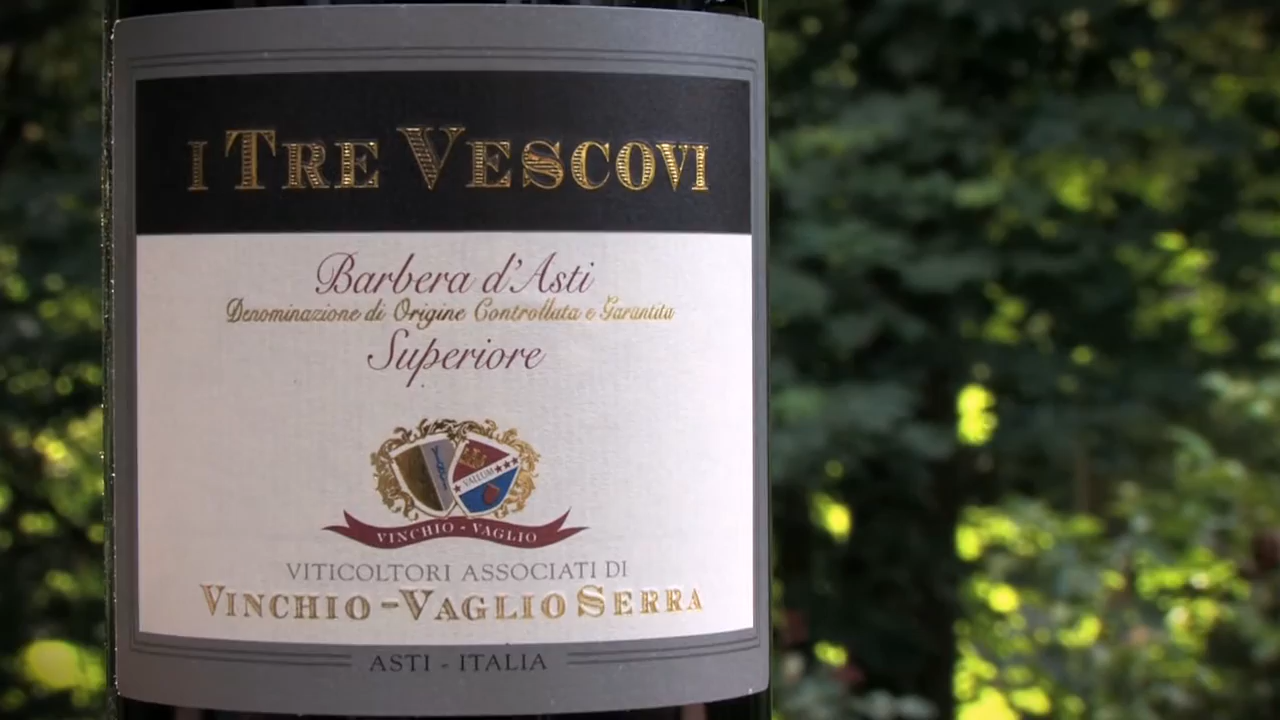 I TRE VESCOVI
Barbera d'Asti
Denominazione di Origine Controllata e Garantita
Superiore
VALLUM
VINCHIO - VAGLIO
VITICOLTORI ASSOCIATI DI
VINCHIO - VAGLIO SERRA
ASTI - ITALIA